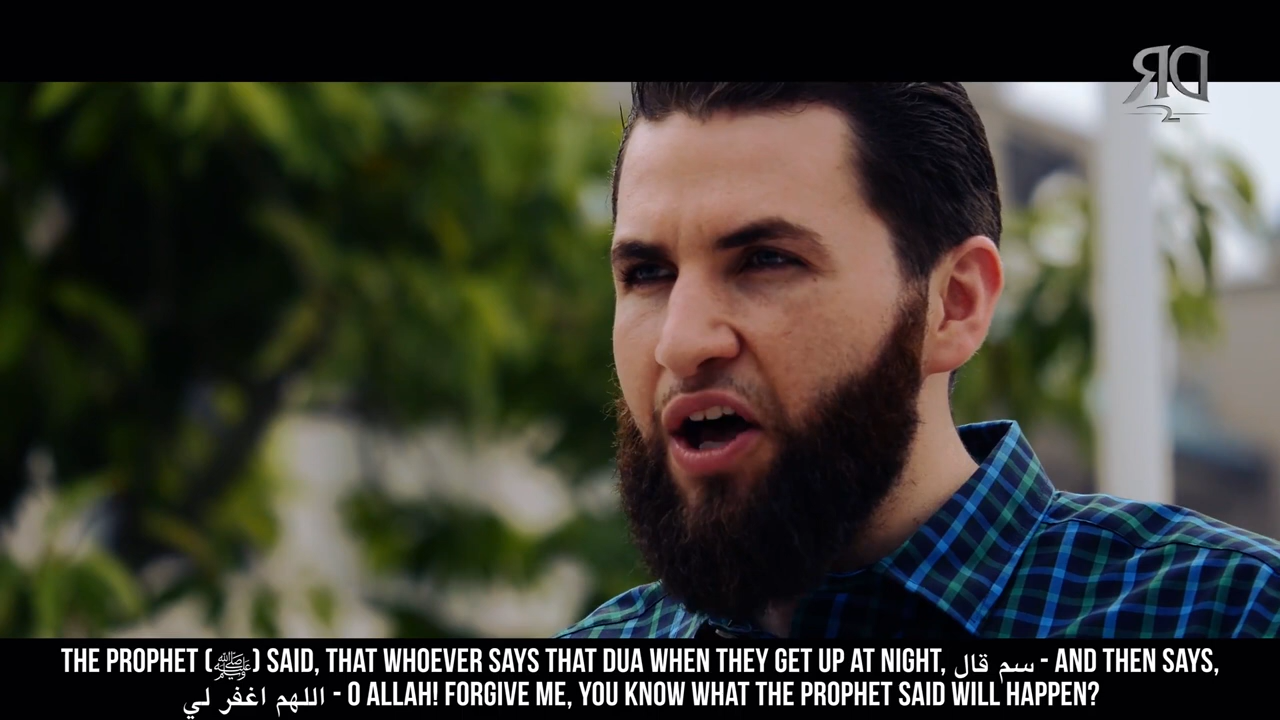 THE PROPHET (ﷺ) SAID, THAT WHOEVER SAYS THAT DUA WHEN THEY GET UP AT NIGHT, سم قال - AND THEN SAYS,
اللهم اغفر لي - O ALLAH! FORGIVE ME, YOU KNOW WHAT THE PROPHET SAID WILL HAPPEN?